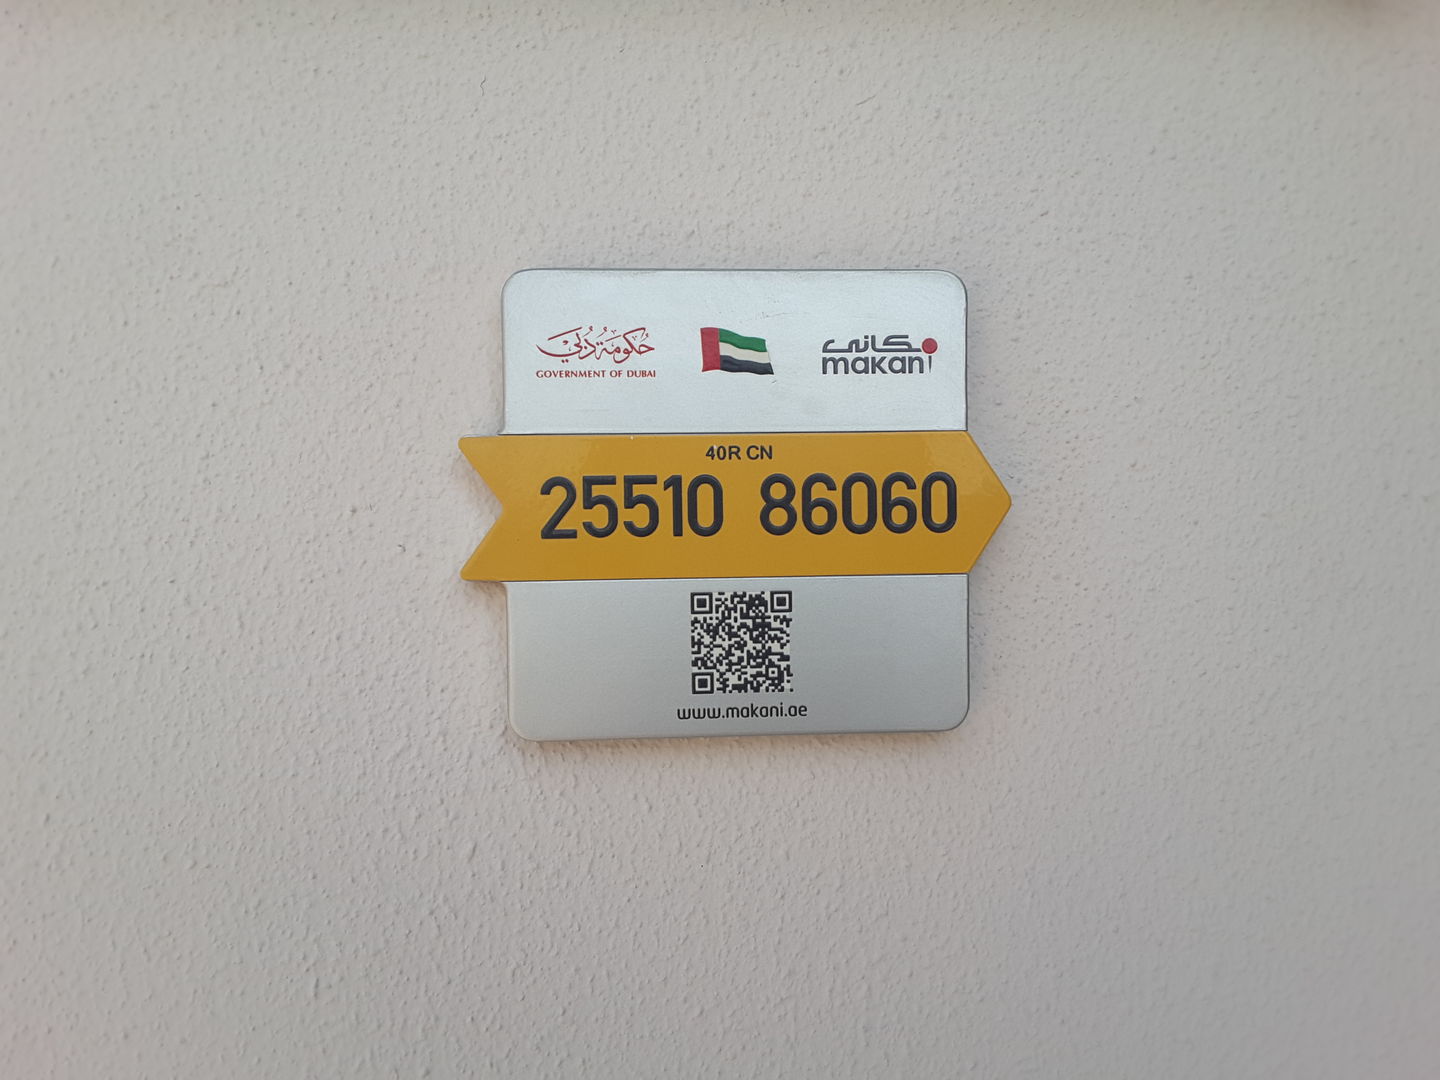 حكومة دبي
GOVERNMENT OF DUBAI
مكاني
makani
40R CN
25510 86060
www.makani.ae